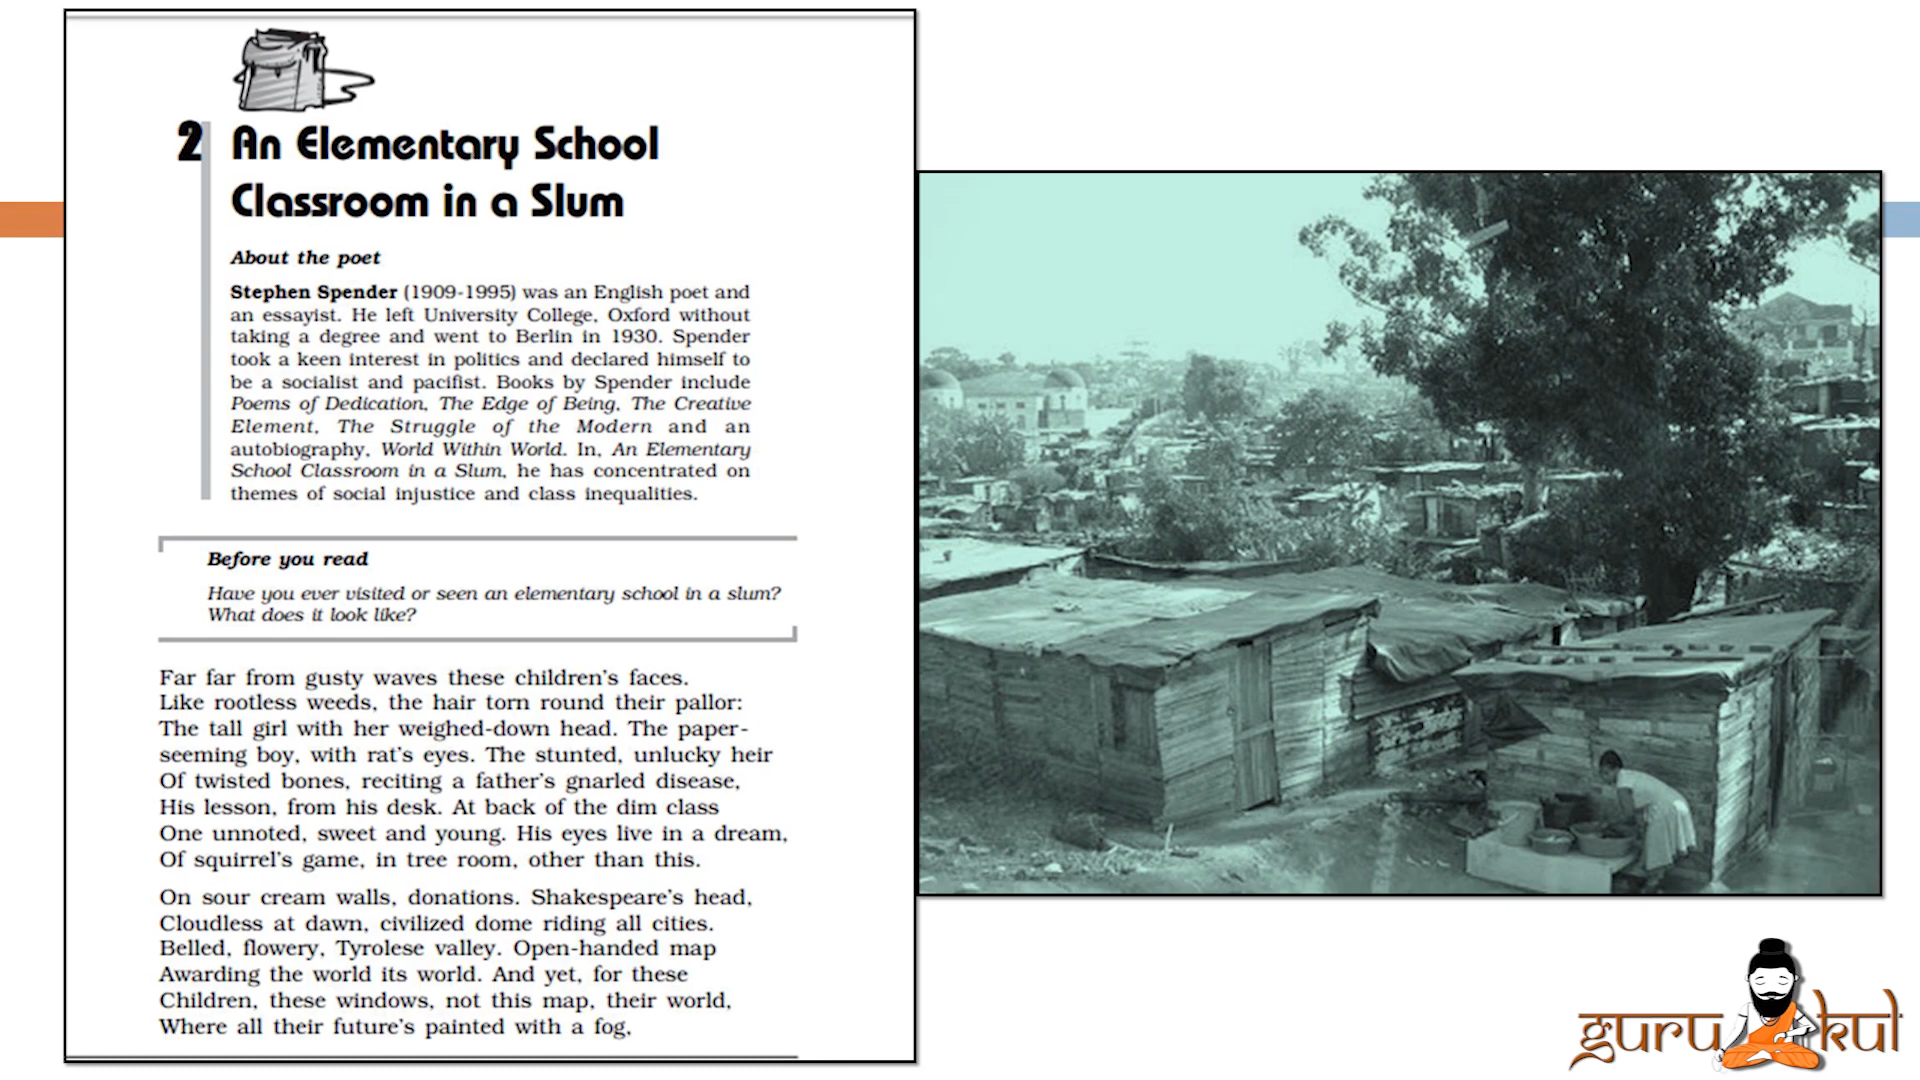 2 An Elementary School
Classroom in a Slum
About the poet
Stephen Spender (1909-1995) was an English poet and
an essayist. He left University College, Oxford without
taking a degree and went to Berlin in 1930. Spender
took a keen interest in politics and declared himself to
be a socialist and pacifist. Books by Spender include
Poems of Dedication, The Edge of Being, The Creative
Element, The Struggle of the Modern and an
autobiography, World Within World. In, An Elementary
School Classroom in a Slum, he has concentrated on
themes of social injustice and class inequalities.
Before you read
Have you ever visited or seen an elementary school in a slum?
What does it look like?
Far far from gusty waves these children's faces.
Like rootless weeds, the hair torn round their pallor:
The tall girl with her weighed-down head. The paper-
seeming boy, with rat's eyes. The stunted, unlucky heir
Of twisted bones, reciting a father's gnarled disease,
His lesson, from his desk. At back of the dim class
One unnoted, sweet and young. His eyes live in a dream,
Of squirrel's game, in tree room, other than this.
On sour cream walls, donations. Shakespeare's head,
Cloudless at dawn, civilized dome riding all cities.
Belled, flowery, Tyrolese valley. Open-handed map
Awarding the world its world. And yet, for these
Children, these windows, not this map, their world,
Where all their future's painted with a fog,
gurukul